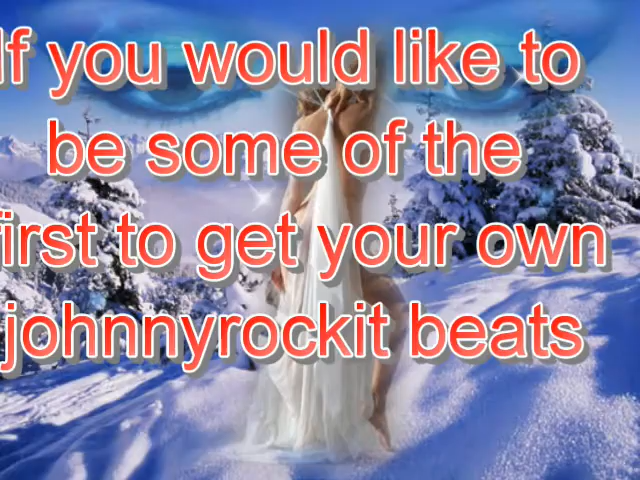 If you would like to
be some of the
first to get your own
johnnyrockit beats